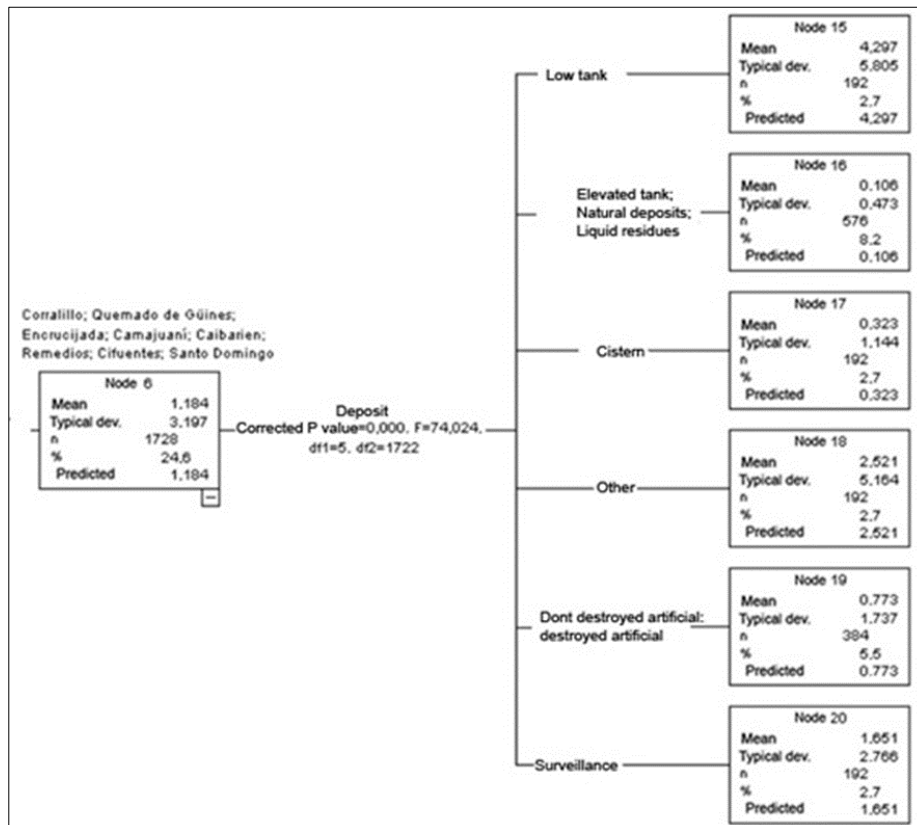 Node 15
Mean 4,297
Typical dev. 5,805
n 192
% 2,7
Predicted 4,297
Low tank
Node 16
Mean 0,106
Typical dev. 0,473
n 576
% 8,2
Predicted 0,106
Elevated tank;
Natural deposits;
Liquid residues
Corralillo; Quemado de Güines;
Encrucijada; Camajuaní; Caibarien;
Remedios; Cifuentes; Santo Domingo
Node 6
Mean 1,184
Typical dev. 3,197
n 1728
% 24,6
Predicted 1,184
Deposit
Corrected P value=0,000. F=74,024.
df1=5. df2=1722
Node 17
Mean 0,323
Typical dev. 1,144
n 192
% 2,7
Predicted 0,323
Cistern
Node 18
Mean 2,521
Typical dev. 5,164
n 192
% 2,7
Predicted 2,521
Other
Node 19
Mean 0,773
Typical dev. 1,737
n 384
% 5,5
Predicted 0,773
Dont destroyed artificial:
destroyed artificial
Node 20
Mean 1,651
Typical dev. 2,766
n 192
% 2,7
Predicted 1,651
Surveillance